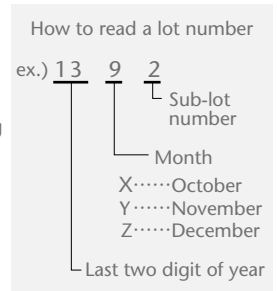 How to read a lot number
ex.) 13 9 2
Sub-lot
number
Month
X……October
Y……November
Z……December
Last two digit of year